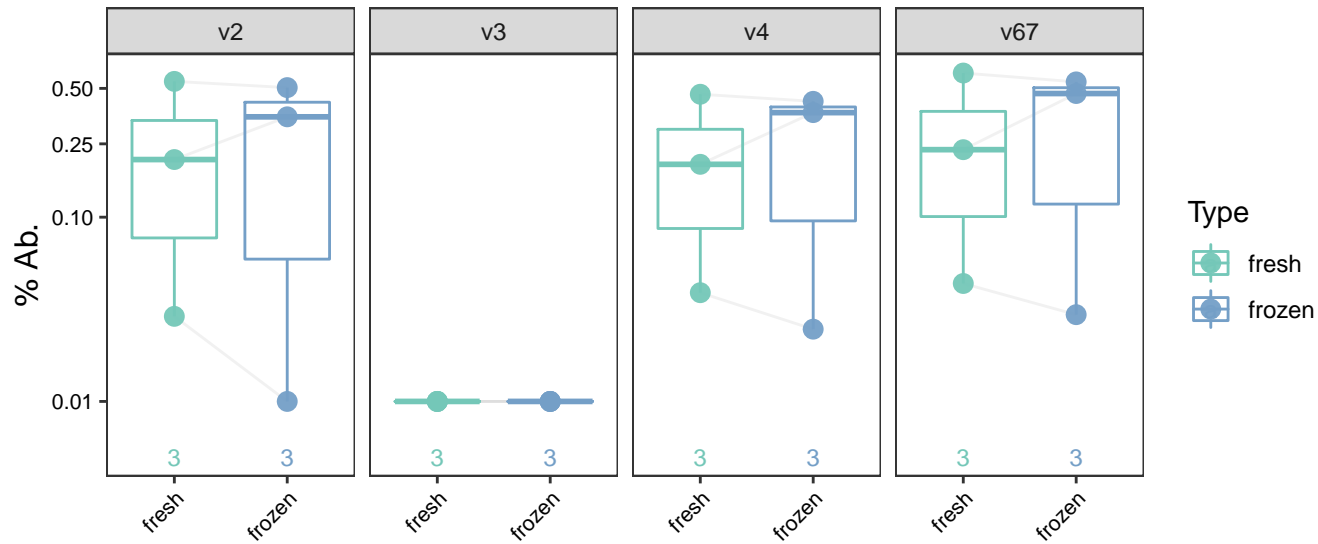 v2 v3 v4 v67
0.50
0.25
0.10
0.01
% Ab.
3 3 3 3 3 3 3 3
fresh frozen fresh frozen fresh frozen fresh frozen
Type
fresh
frozen